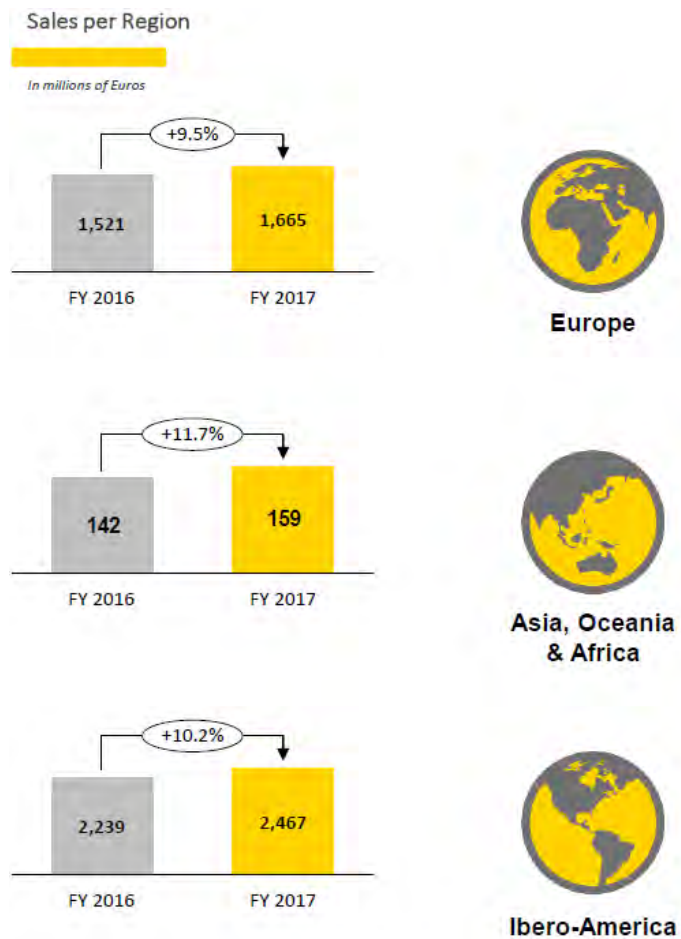 Sales per Region
In millions of Euros
+9.5%
1,521
1,665
FY 2016
FY 2017
Europe
+11.7%
142
159
FY 2016
FY 2017
Asia, Oceania
& Africa
+10.2%
2,239
2,467
FY 2016
FY 2017
Ibero-America